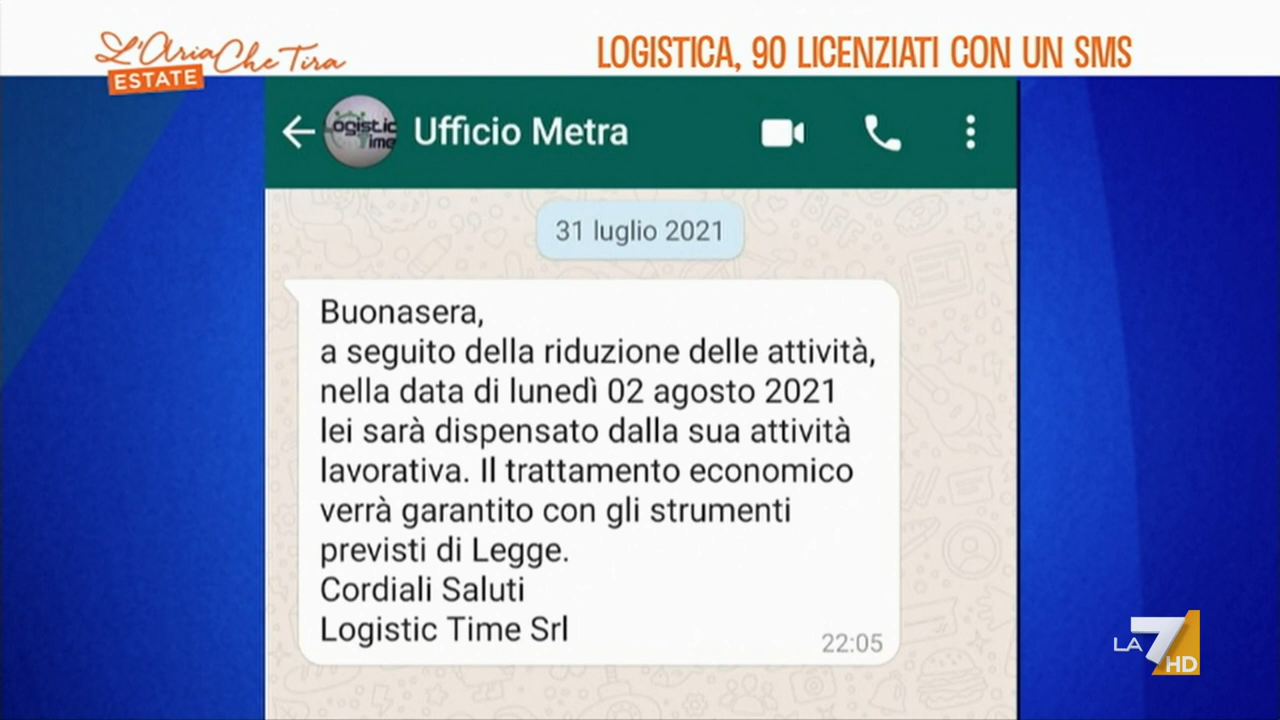 L'Aria Che Tira
ESTATE
LOGISTICA, 90 LICENZIATI CON UN SMS
ogistic
ime
Ufficio Metra
31 luglio 2021
Buonasera,
a seguito della riduzione delle attività,
nella data di lunedì 02 agosto 2021
lei sarà dispensato dalla sua attività
lavorativa. Il trattamento economico
verrà garantito con gli strumenti
previsti di Legge.
Cordiali Saluti
Logistic Time Srl
22:05
LA7
HD